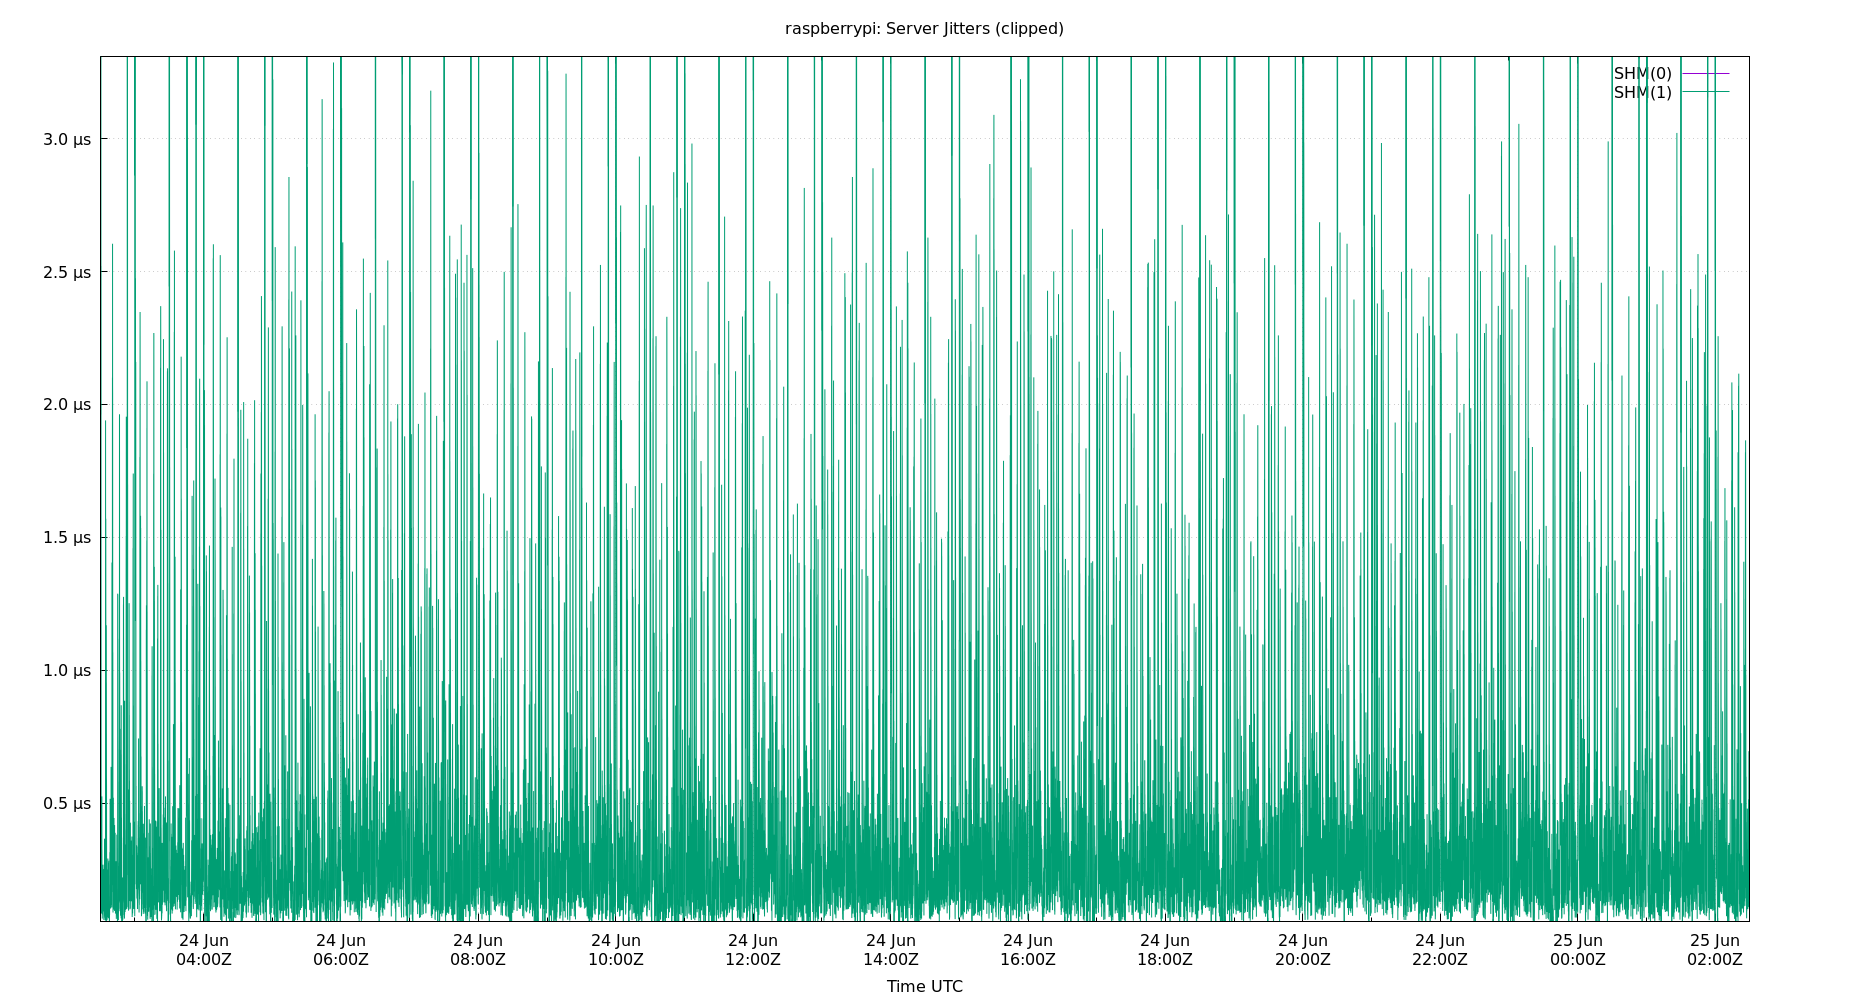 raspberrypi: Server Jitters (clipped)
SHM(0)
SHM(1)
3.0 µs
2.5 µs
2.0 µs
1.5 µs
1.0 µs
0.5 µs
24 Jun 24 Jun 24 Jun 24 Jun 24 Jun 24 Jun 24 Jun 24 Jun 24 Jun 24 Jun 25 Jun 25 Jun
04:00Z 06:00Z 08:00Z 10:00Z 12:00Z 14:00Z 16:00Z 18:00Z 20:00Z 22:00Z 00:00Z 02:00Z
Time UTC